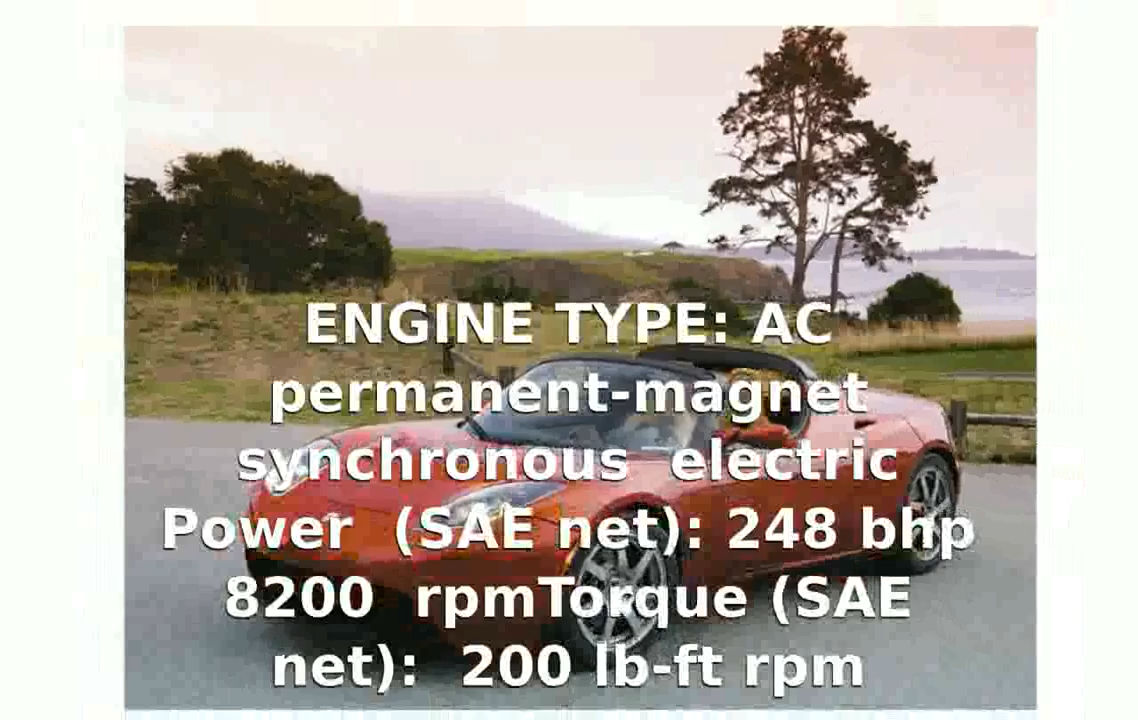 ENGINE TYPE: AC
permanent-magnet
synchronous electric
Power (SAE net): 248 bhp
8200 rpmTorque (SAE
net): 200 lb-ft rpm